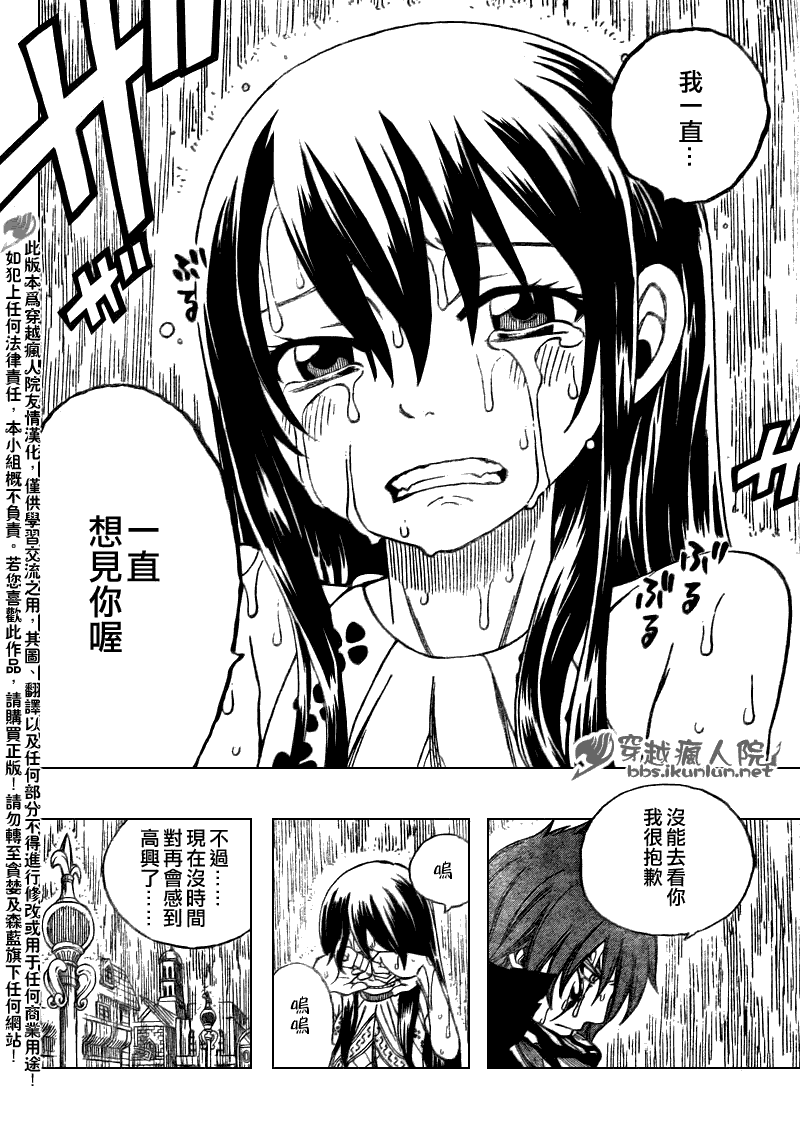 我一直…
ザザ
ザ
ザ
ぶる
ぶるぶる
一直
想見你喔
穿越瘋人院
bbs.ikunlun.net
沒能去看你
我很抱歉
嗚
嗚嗚
不過……
現在沒時間
對再會感到
高興了……
此版本爲穿越瘋人院友情漢化，僅供學習交流之用，其圖、翻譯以及任何部分不得進行修改或用于任何商業用途！
如犯上任何法律責任，本小組概不負責。若您喜歡此作品，請購買正版！請勿轉至貪婪及森藍旗下任何網站！